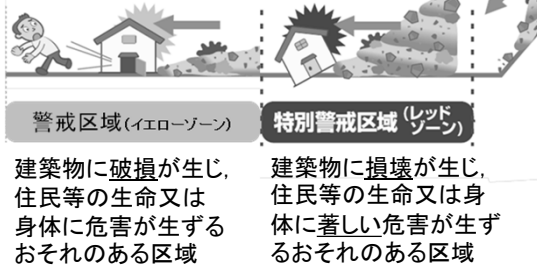 警戒区域(イエローゾーン)
特別警戒区域(レッドゾーン)
建築物に破損が生じ,
住民等の生命又は
身体に危害が生ずる
おそれのある区域
建築物に損壊が生じ,
住民等の生命又は身
体に著しい危害が生ず
るおそれのある区域